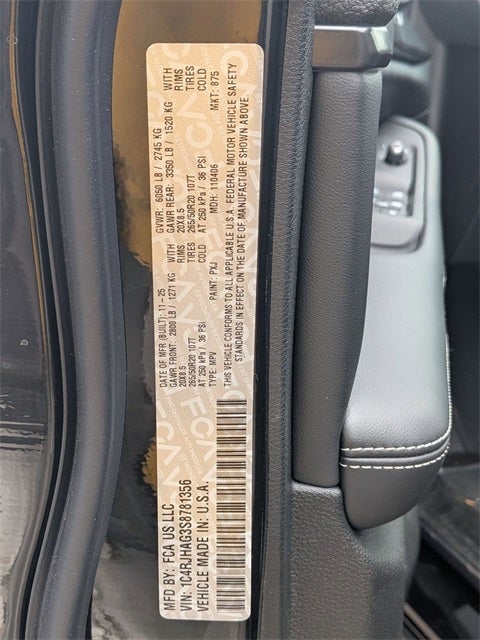 MFD BY: FCA US LLC
DATE OF MFR (BUILT): 11-25 GVWR: 6050 LB / 2745 KG
GAWR FRONT: 2800 LB / 1271 KG WITH GAWR REAR: 3350 LB / 1520 KG WITH
20X8.5 RIMS 20X8.5 RIMS
265/50R20 107T TIRES 265/50R20 107T TIRES
AT 250 kPa / 36 PSI COLD AT 250 kPa / 36 PSI COLD
VIN: 1C4RJHAG3S8781356
TYPE: MPV PAINT: PXJ MDH: 110406 MKT: 875
VEHICLE MADE IN: U.S.A.
THIS VEHICLE CONFORMS TO ALL APPLICABLE U.S.A. FEDERAL MOTOR VEHICLE SAFETY
STANDARDS IN EFFECT ON THE DATE OF MANUFACTURE SHOWN ABOVE.